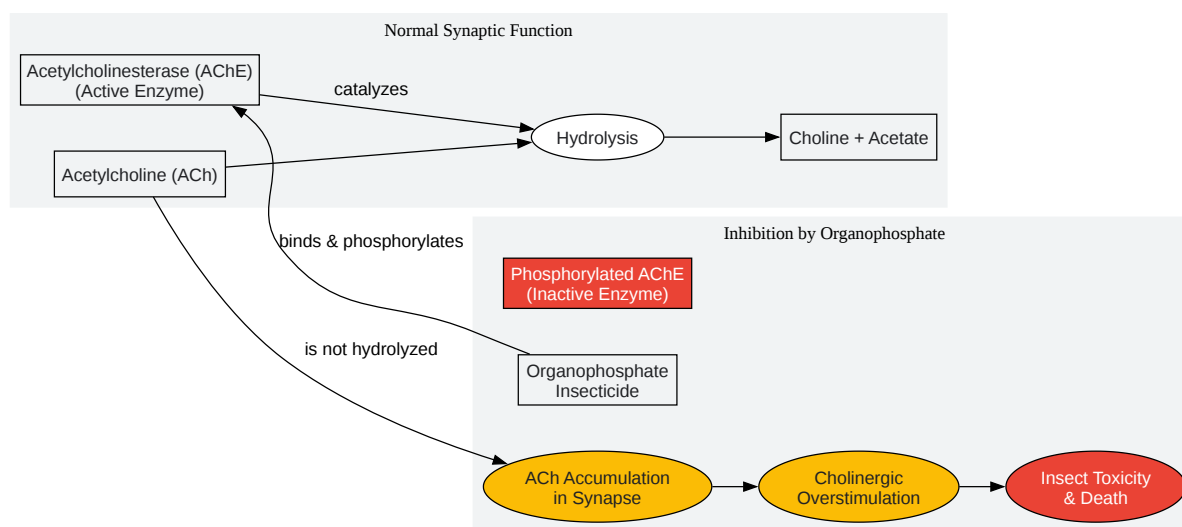 Normal Synaptic Function
Acetylcholinesterase (AChE)
(Active Enzyme)
catalyzes
Hydrolysis
Choline + Acetate
Acetylcholine (ACh)
binds & phosphorylates
Inhibition by Organophosphate
Phosphorylated AChE
(Inactive Enzyme)
is not hydrolyzed
Organophosphate
Insecticide
ACh Accumulation
in Synapse
Cholinergic
Overstimulation
Insect Toxicity
& Death